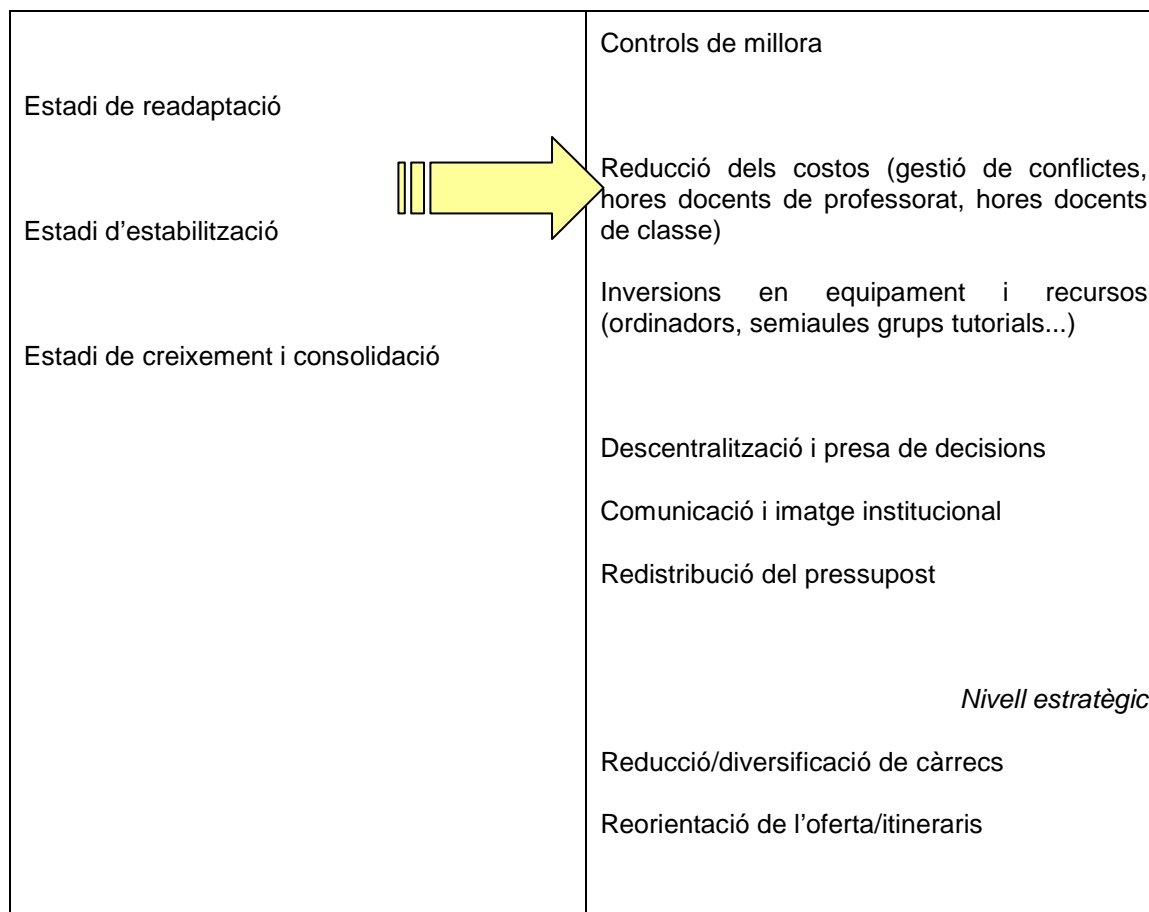 Estadi de readaptació
Estadi d’estabilització
Estadi de creixement i consolidació
Controls de millora
Reducció dels costos (gestió de conflictes,
hores docents de professorat, hores docents
de classe)
Inversions en equipament i recursos
(ordinadors, semiaules grups tutorials...)
Descentralització i presa de decisions
Comunicació i imatge institucional
Redistribució del pressupost
Nivell estratègic
Reducció/diversificació de càrrecs
Reorientació de l’oferta/itineraris